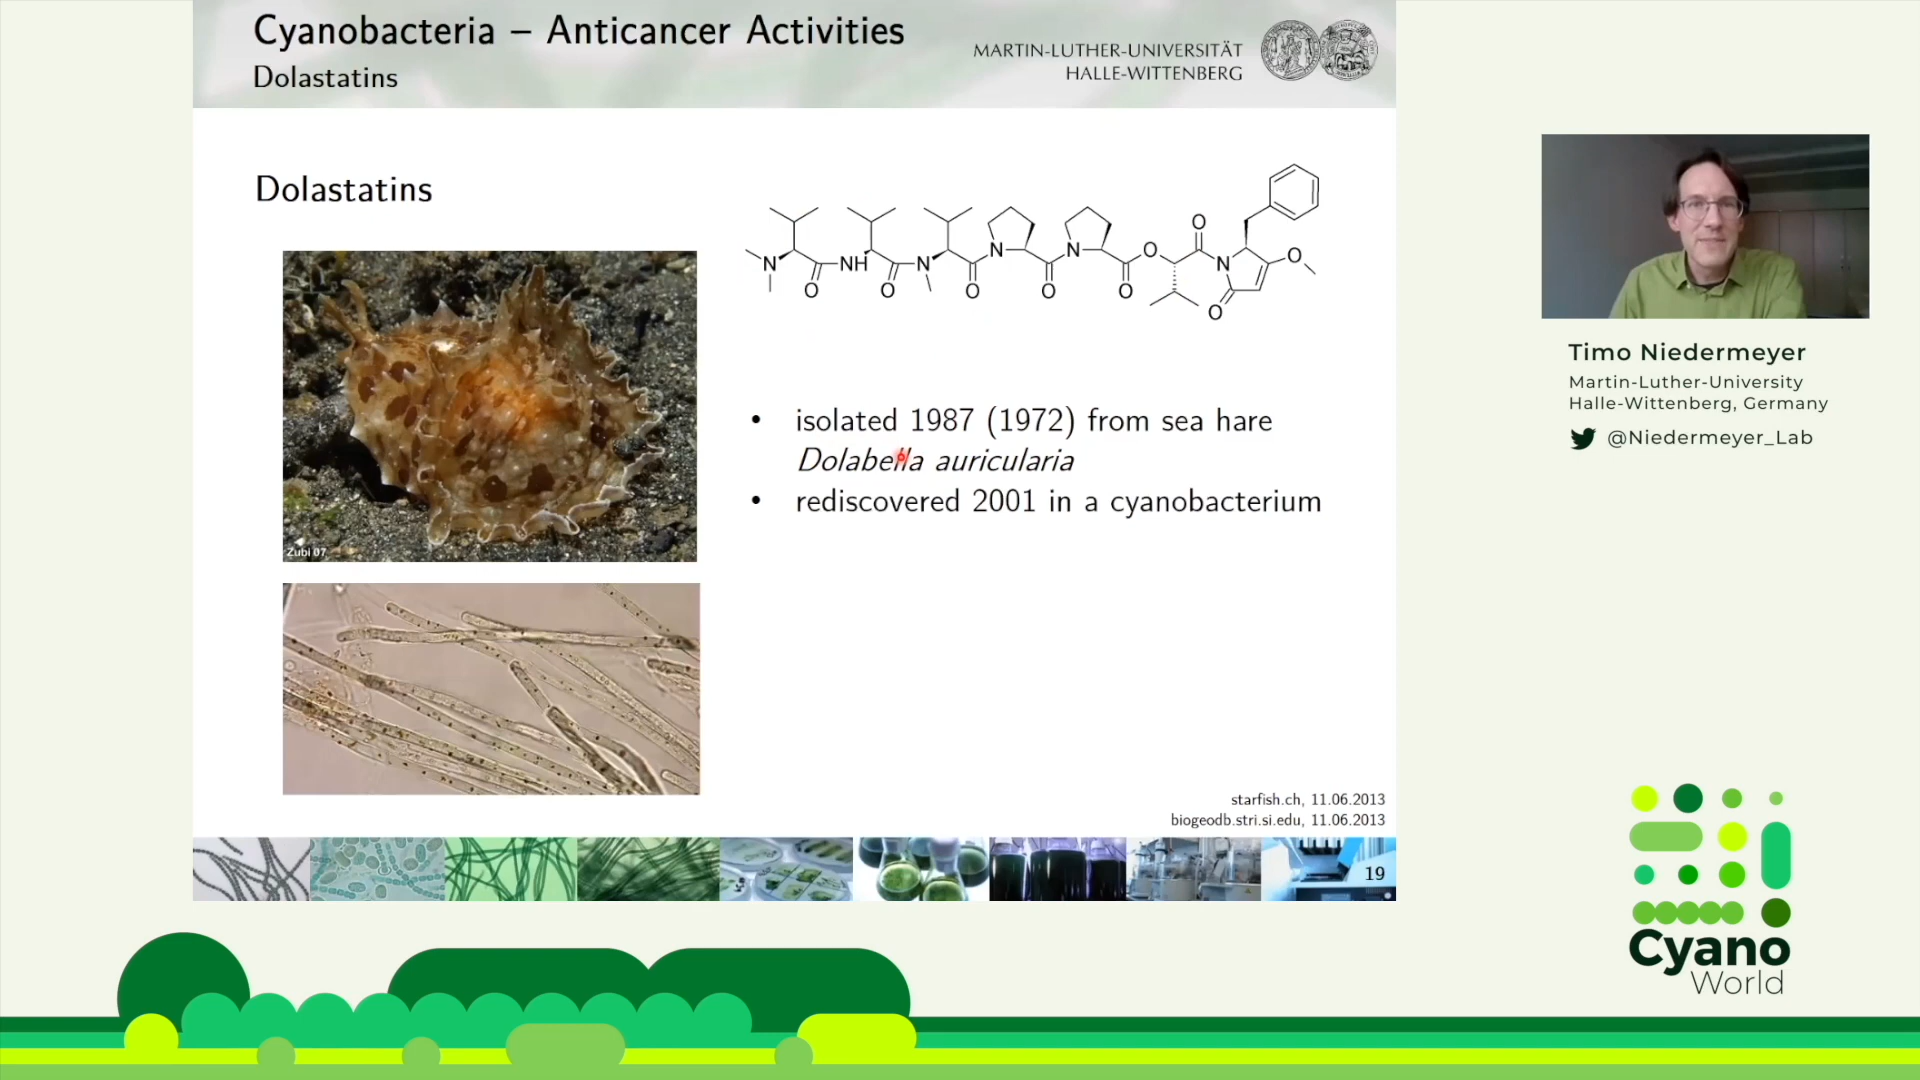 Cyanobacteria – Anticancer Activities
Dolastatins
MARTIN-LUTHER-UNIVERSITÄT
HALLE-WITTENBERG
Dolastatins
N
O
NH
O
N
O
N
O
N
O
O
O
N
O
O
Zubi 07
• isolated 1987 (1972) from sea hare
Dolabella auricularia
• rediscovered 2001 in a cyanobacterium
starfish.ch, 11.06.2013
biogeodb.stri.si.edu, 11.06.2013
19
Timo Niedermeyer
Martin-Luther-University
Halle-Wittenberg, Germany
@Niedermeyer_Lab
Cyano
World